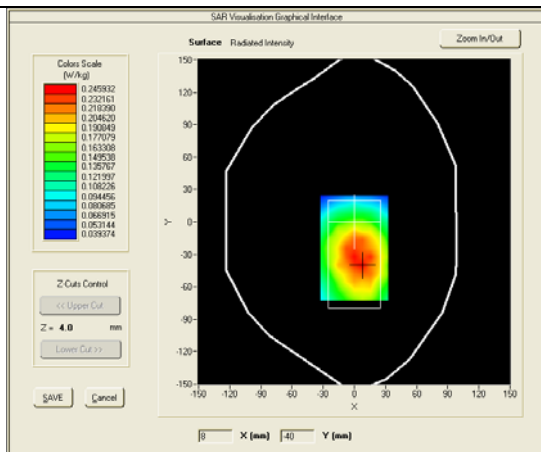 SAR Visualisation Graphical Interface
Surface Radiated Intensity
Zoom In/Out
Colors Scale
(W/kg)
0.245932
0.232161
0.218390
0.204620
0.190849
0.177079
0.163308
0.149538
0.135767
0.121997
0.108226
0.094456
0.080685
0.066915
0.053144
0.039374
150
120
90
60
30
0
-30
-60
-90
-120
-150
Y
-150 -120 -90 -60 -30 0 30 60 90 120 150
X
Z-Cuts Control
<< Upper Cut
Z = 4.0 mm
Lower Cut >>
SAVE Cancel
8 X (mm) -40 Y (mm)